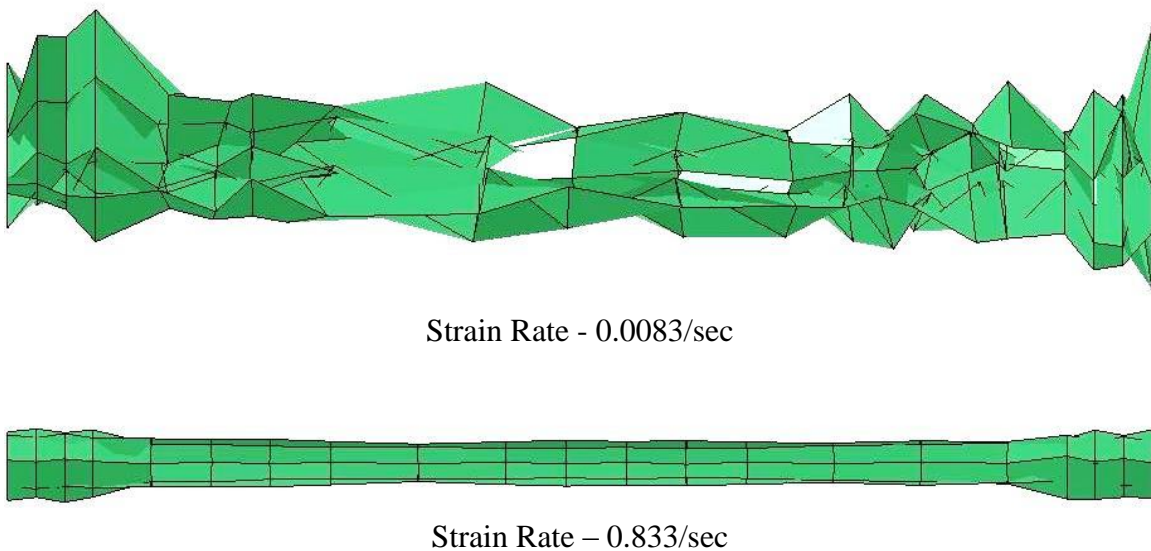 Strain Rate - 0.0083/sec
Strain Rate – 0.833/sec